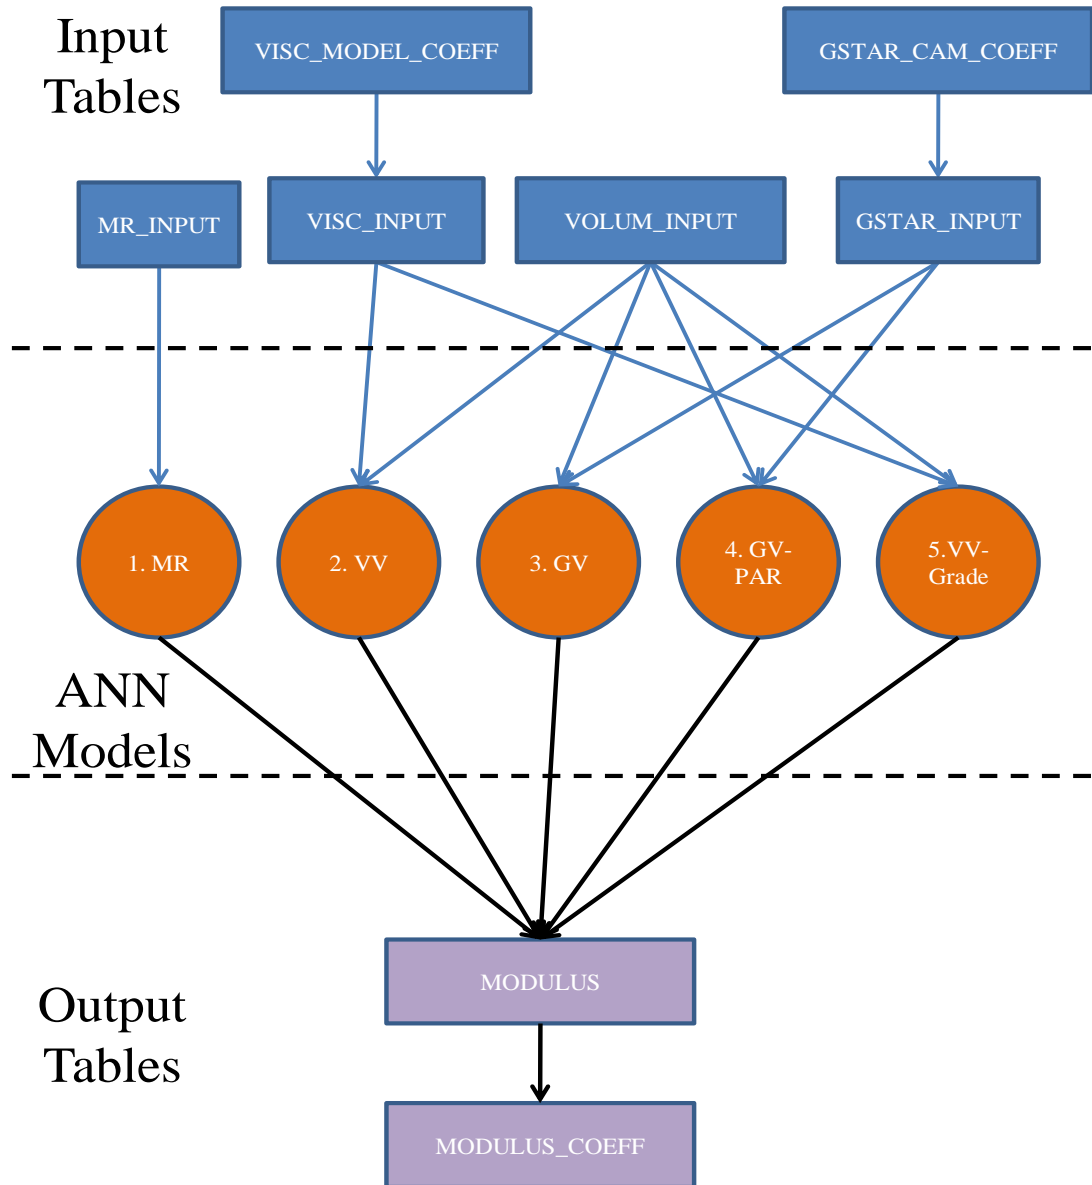 Input
Tables
VISC_MODEL_COEFF
GSTAR_CAM_COEFF
MR_INPUT
VISC_INPUT
VOLUM_INPUT
GSTAR_INPUT
1. MR
2. VV
3. GV
4. GV-
PAR
5.VV-
Grade
ANN
Models
MODULUS
Output
Tables
MODULUS_COEFF